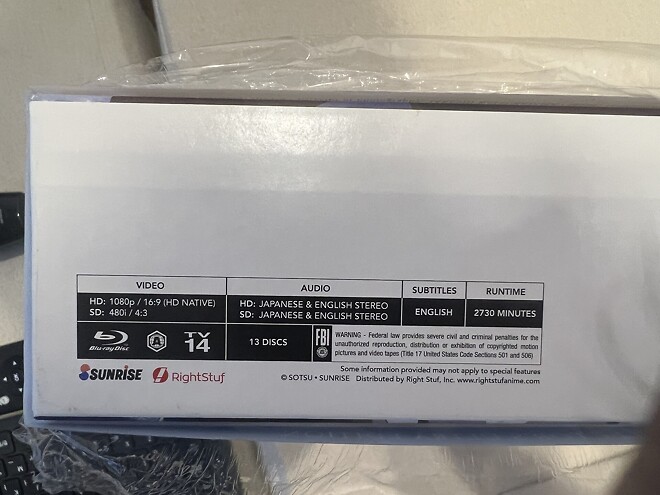 VIDEO
HD: 1080p / 16:9 (HD NATIVE)
SD: 480i / 4:3
AUDIO
HD: JAPANESE & ENGLISH STEREO
SD: JAPANESE & ENGLISH STEREO
SUBTITLES
ENGLISH
RUNTIME
2730 MINUTES
Blu-ray Disc
A
TV
14
13 DISCS
FBI
WARNING - Federal law provides severe civil and criminal penalties for the
unauthorized reproduction, distribution or exhibition of copyrighted motion
pictures and video tapes (Title 17 United States Code Sections 501 and 506)
SUNRISE
RightStuf
Some information provided may not apply to special features
© SOTSU • SUNRISE Distributed by Right Stuf, Inc. www.rightstufanime.com